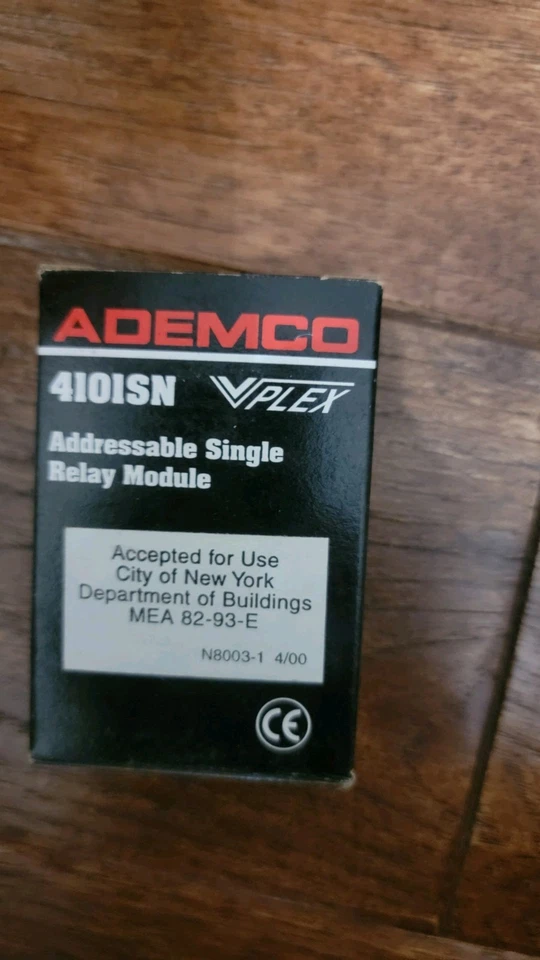 ADEMCO
4101SN VPLEX
Addressable Single
Relay Module
Accepted for Use
City of New York
Department of Buildings
MEA 82-93-E
N8003-1 4/00
CE